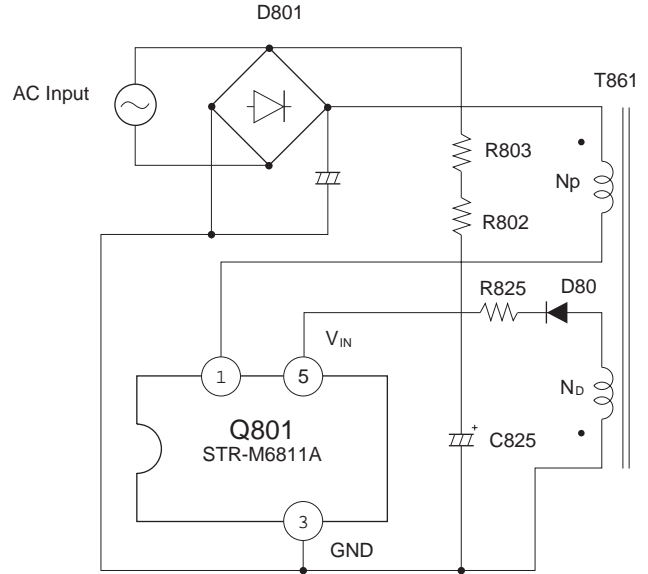 D801
AC Input
T861
R803
Np
R802
R825
D80
VIN
1
5
ND
Q801
STR-M6811A
+
C825
3
GND